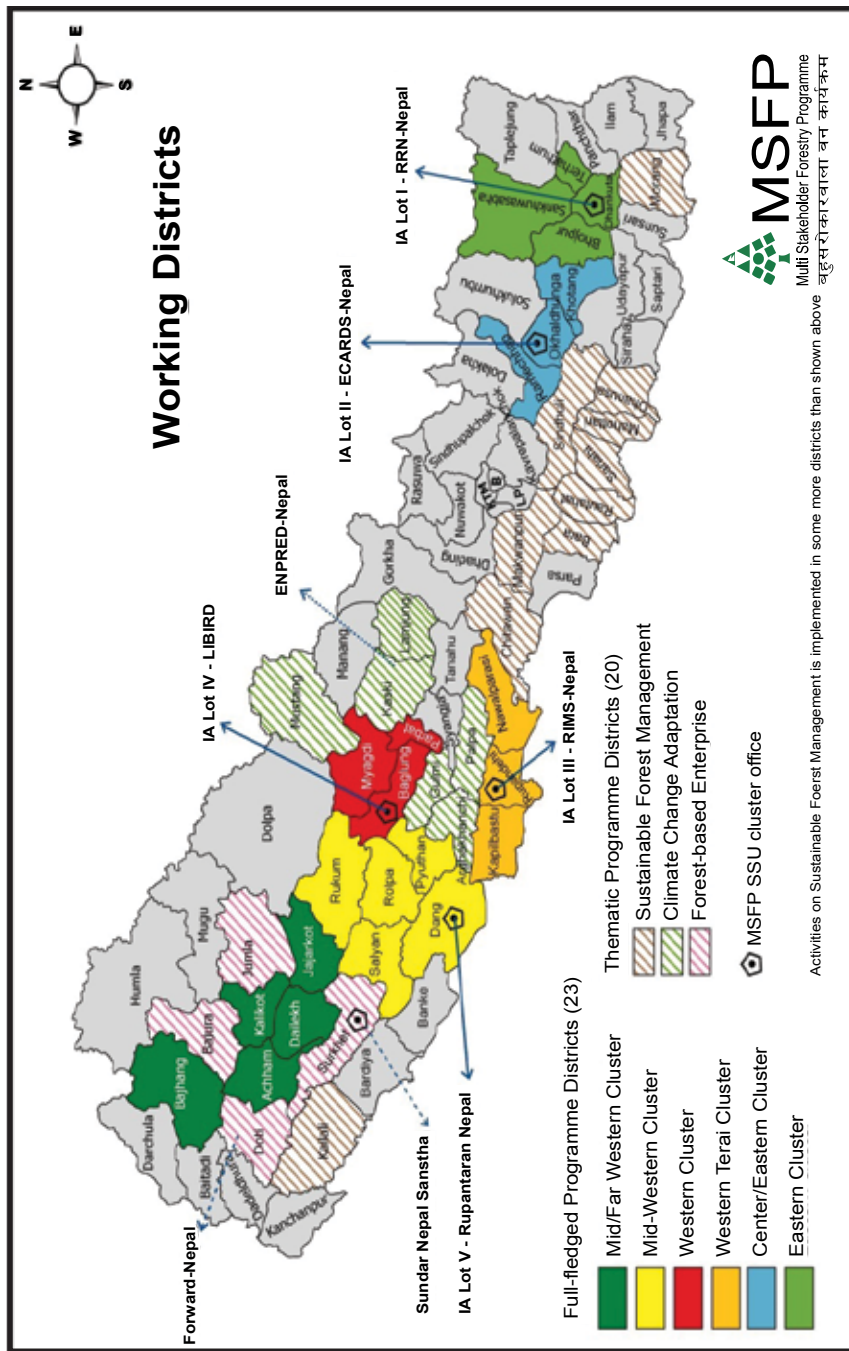 Working Districts
N
E
S
W
IA Lot I - RRN-Nepal
IA Lot II - ECARDS-Nepal
ENPRED-Nepal
IA Lot IV - LIBIRD
Forward-Nepal
Sundar Nepal Sanstha
IA Lot V - Rupantaran Nepal
IA Lot III - RIMS-Nepal
Darchula
Baitadi
Kanchanpur
Bajhang
Humla
Bajura
Doti
Achham
Kailali
Mugu
Jumla
Kalikot
Dailekh
Jajarkot
Surkhet
Bardiya
Banke
Dolpa
Rukum
Salyan
Rolpa
Pyuthan
Dang
Mustang
Myagdi
Baglung
Parbat
Gulmi
Palpa
Kapilbastu
Nawalparasi
Manang
Kaski
Lamjung
Tanahu
Gorkha
Chitawan
Dhading
Nuwakot
Rasuwa
Sindhupalchok
KTM
B
LP
Kavrepalanchok
Makwanpur
Parsa
Bara
Rautahat
Sarlahi
Mahottari
Dhanusa
Sindhuli
Dolakha
Ramechhap
Okhaldhunga
Solukhumbu
Khotang
Udayapur
Siraha
Saptari
Sankhuwasabha
Bhojpur
Dhankuta
Terhathum
Sunsari
Morang
Taplejung
Panchthar
Ilam
Jhapa
Full-fledged Programme Districts (23)
Mid/Far Western Cluster
Mid-Western Cluster
Western Cluster
Western Terai Cluster
Center/Eastern Cluster
Eastern Cluster
Thematic Programme Districts (20)
Sustainable Forest Management
Climate Change Adaptation
Forest-based Enterprise
MSFP SSU cluster office
Activities on Sustainable Foerst Management is implemented in some more districts than shown above
MSFP
Multi Stakeholder Forestry Programme
बहुसरोकारवाला वन कार्यक्रम